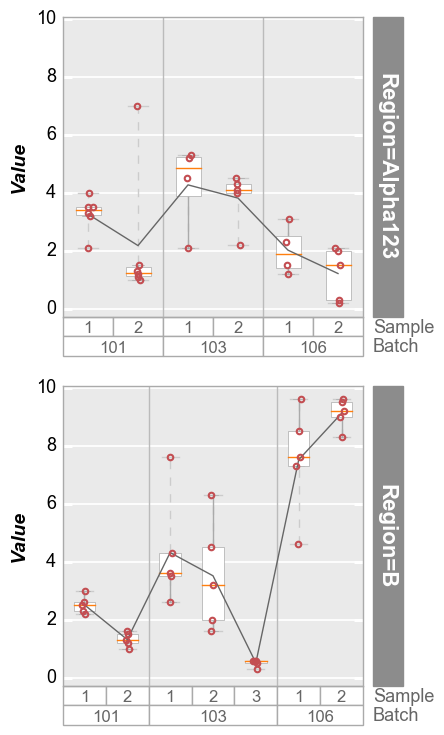 10
8
6
4
2
0
Value
Region=Alpha123
1 2 1 2 1 2 Sample
101 103 106 Batch
10
8
6
4
2
0
Value
Region=B
1 2 1 2 3 1 2 Sample
101 103 106 Batch